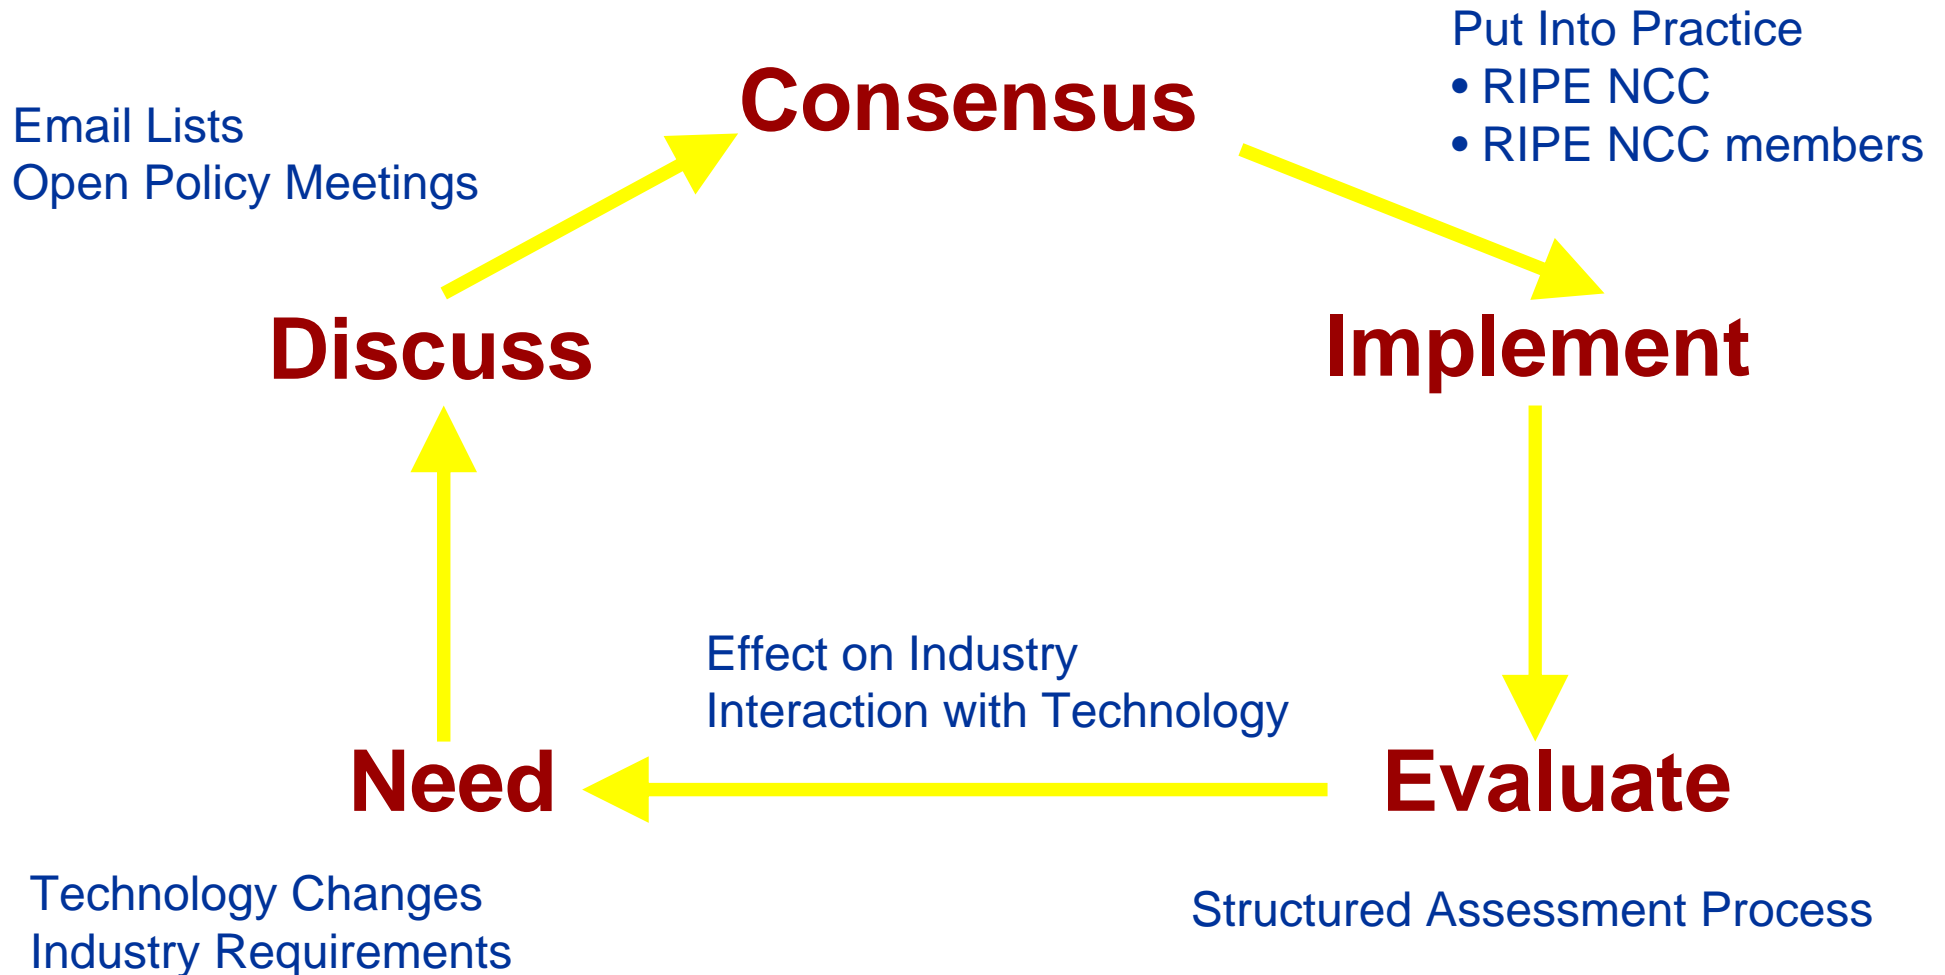 Put Into Practice
• RIPE NCC
• RIPE NCC members
Consensus
Email Lists
Open Policy Meetings
Discuss
Implement
Effect on Industry
Interaction with Technology
Need
Evaluate
Technology Changes
Industry Requirements
Structured Assessment Process